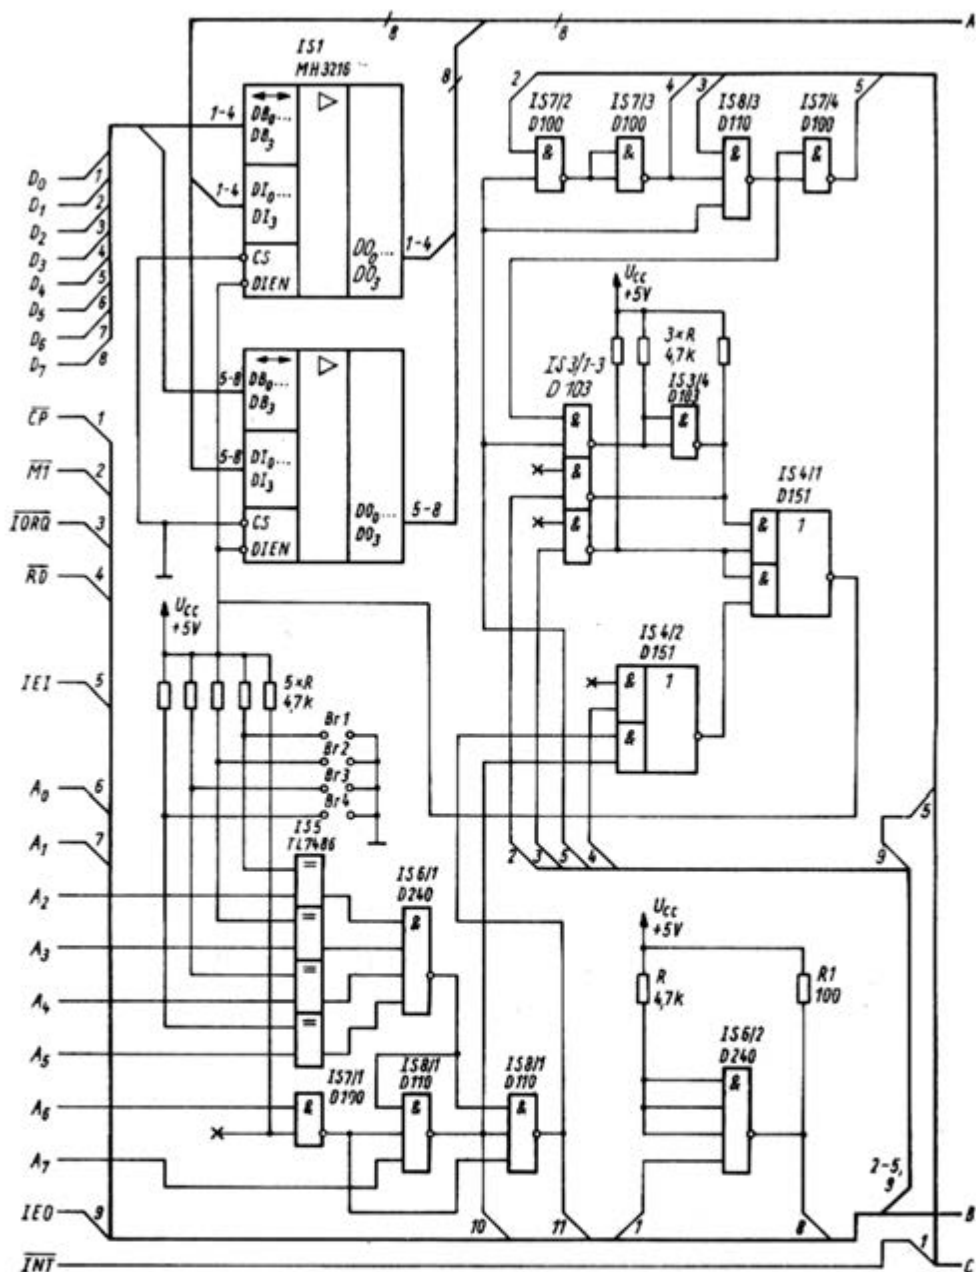 8
8
A
IS1
MH3216
1-4
DB₀...
DB₃
1-4
DI₀...
DI₃
CS
DIEN
DO₀...
DO₃
1-4
8
D₀
1
D₁
2
D₂
3
D₃
4
D₄
5
D₅
6
D₆
7
D₇
8
5-8
DB₀...
DB₃
5-8
DI₀...
DI₃
CS
DIEN
DO₀...
DO₃
5-8
2
IS7/2
D100
&
IS7/3
D100
&
4
3
IS8/3
D110
&
IS7/4
D100
&
5
Ucc
+5V
3×R
4,7k
IS3/1-3
D103
&
&
&
IS3/4
D103
&
IS4/1
D151
&
&
1
IS4/2
D151
&
&
1
C̅P̅
1
M̅1̅
2
I̅O̅R̅Q̅
3
R̅D̅
4
IEI
5
A₀
6
A₁
7
A₂
A₃
A₄
A₅
A₆
A₇
IEO
9
I̅N̅T̅
Ucc
+5V
5×R
4,7k
Br1
Br2
Br3
Br4
IS5
TL7486
=
=
=
=
IS6/1
D240
&
IS7/1
D100
&
IS8/1
D110
&
IS8/1
D110
&
2
3
5
4
9
5
Ucc
+5V
R
4,7k
R1
100
IS6/2
D240
&
2-5,
9
10
11
1
8
B
1
C